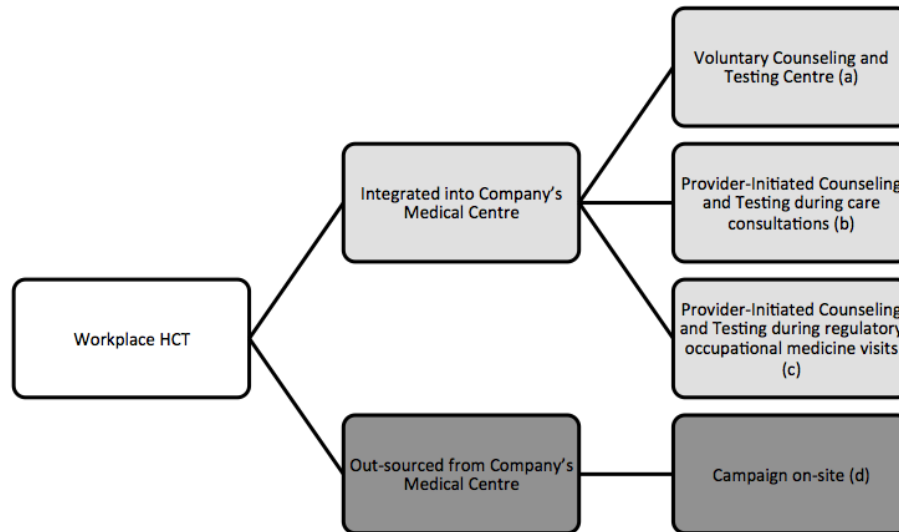 Voluntary Counseling and
Testing Centre (a)
Integrated into Company’s
Medical Centre
Provider-Initiated Counseling
and Testing during care
consultations (b)
Workplace HCT
Provider-Initiated Counseling
and Testing during regulatory
occupational medicine visits
(c)
Out-sourced from Company’s
Medical Centre
Campaign on-site (d)